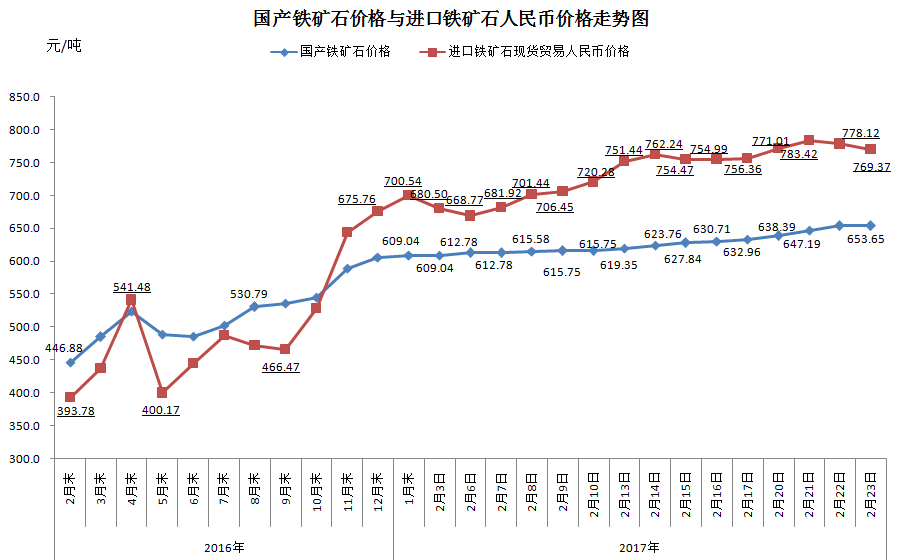 国产铁矿石价格与进口铁矿石人民币价格走势图
元/吨
国产铁矿石价格 进口铁矿石现货贸易人民币价格
850.0
800.0
750.0
700.0
650.0
600.0
550.0
500.0
450.0
400.0
350.0
300.0
446.88
530.79
609.04
609.04
612.78
612.78
615.58
615.75
615.75
619.35
623.76
627.84
630.71
632.96
638.39
647.19
653.65
393.78
541.48
400.17
466.47
675.76
700.54
680.50
668.77
681.92
701.44
706.45
720.28
751.44
762.24
754.47
754.99
756.36
771.01
783.42
778.12
769.37
2月末
3月末
4月末
5月末
6月末
7月末
8月末
9月末
10月末
11月末
12月末
1月末
2月3日
2月6日
2月7日
2月8日
2月9日
2月10日
2月13日
2月14日
2月15日
2月16日
2月17日
2月20日
2月21日
2月22日
2月23日
2016年 2017年